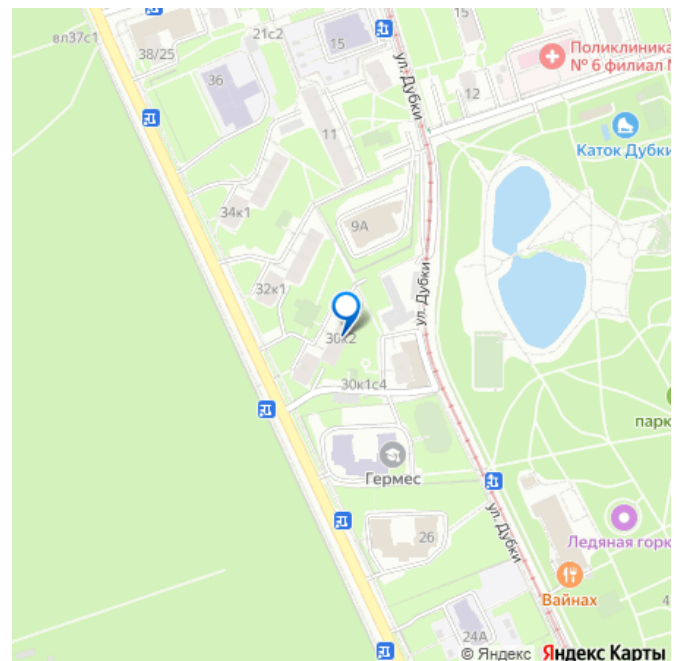 вл37с1
38/25
21с2
15
15
Поликлиника
№ 6 филиал №
36
ул. Дубки
12
11
Каток Дубки
34к1
9А
32к1
ул. Дубки
30к2
30к1с4
парк
Гермес
26
ул. Дубки
Ледяная горк
Вайнах
4
24А
© Яндекс Яндекс Карты